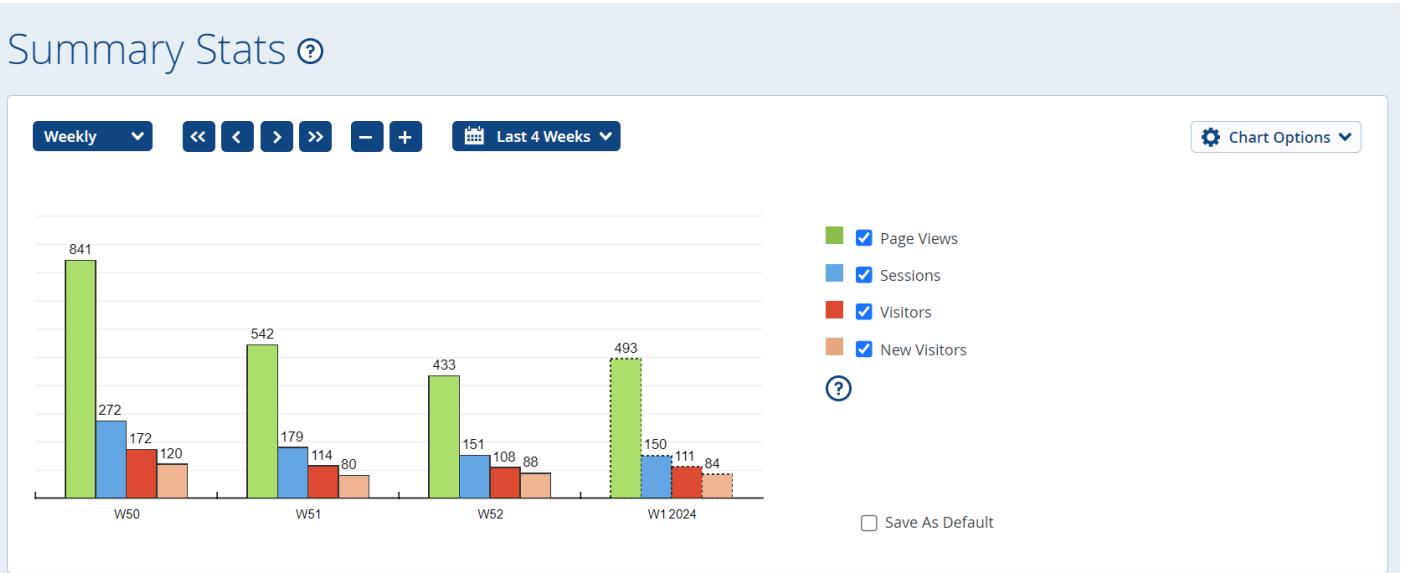 Summary Stats ?
Weekly « < > » − + Last 4 Weeks Chart Options
841 272 172 120
542 179 114 80
433 151 108 88
493 150 111 84
W50 W51 W52 W1 2024
Page Views
Sessions
Visitors
New Visitors
?
Save As Default